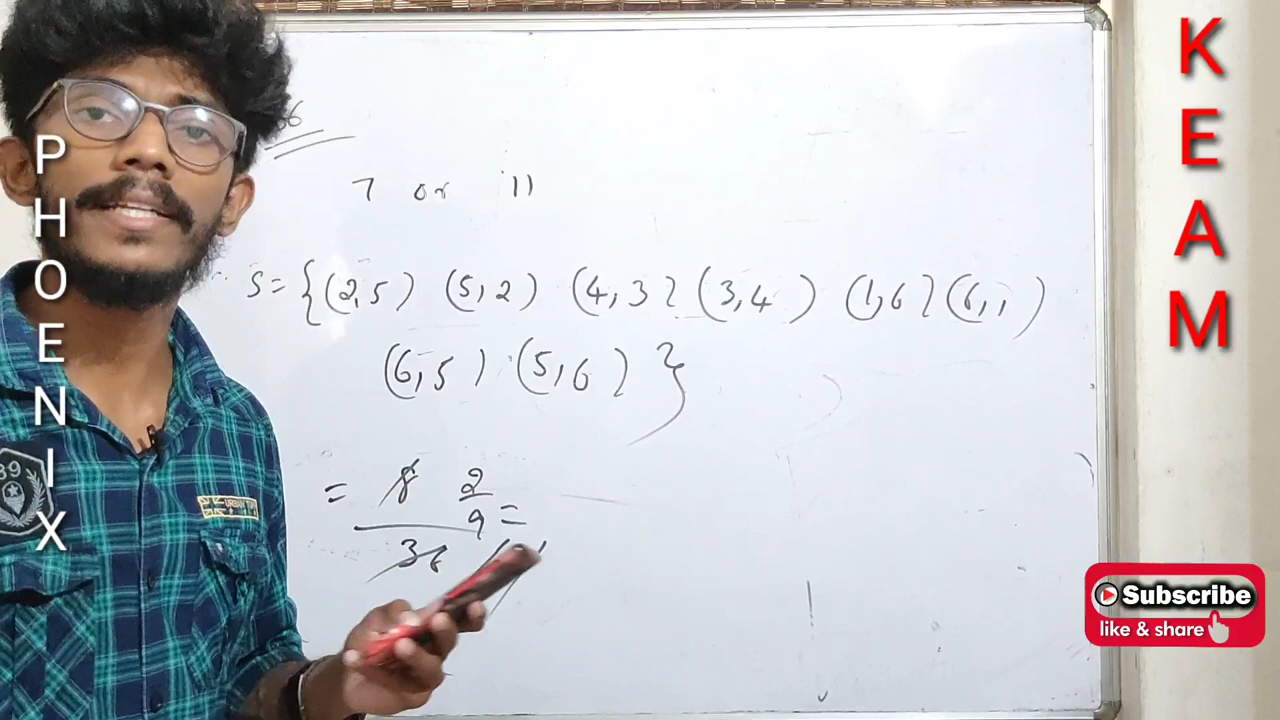 PHOENIX
KEAM
7 or 11
S = { (2,5) (5,2) (4,3) (3,4) (1,6) (6,1)
(6,5) (5,6) }
= 8/36 2/9 =
Subscribe
like & share